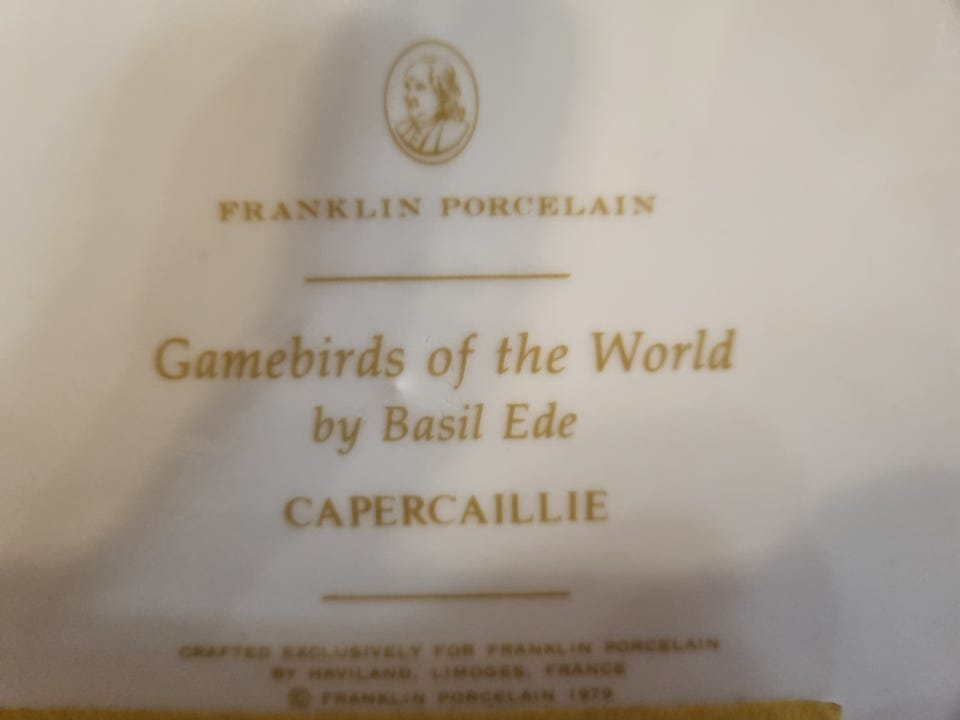 FRANKLIN PORCELAIN
Gamebirds of the World
by Basil Ede
CAPERCAILLIE
CRAFTED EXCLUSIVELY FOR FRANKLIN PORCELAIN
BY HAVILAND, LIMOGES, FRANCE
© FRANKLIN PORCELAIN 1979